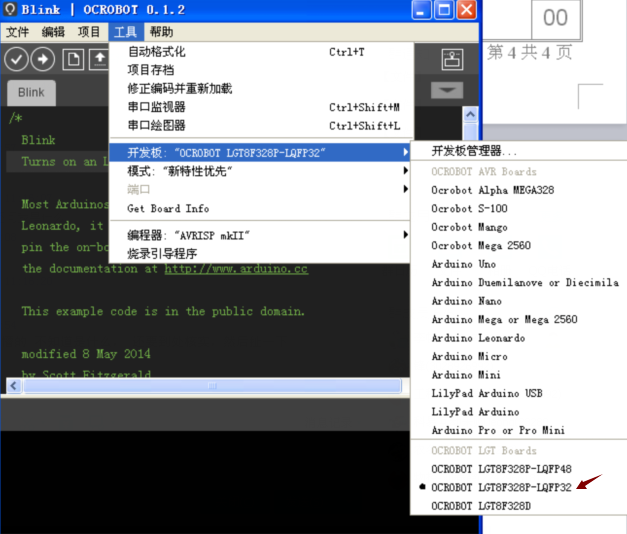 Blink | OCROBOT 0.1.2
文件 编辑 项目 工具 帮助
00
第 4 共 4 页
自动格式化 Ctrl+T
项目存档
修正编码并重新加载
串口监视器 Ctrl+Shift+M
串口绘图器 Ctrl+Shift+L
开发板: "OCROBOT LGT8F328P-LQFP32"
模式: "新特性优先"
端口
Get Board Info
编程器: "AVRISP mkII"
烧录引导程序
Blink
/*
Blink
Turns on an L
Most Arduinos
Leonardo, it
pin the on-bo
the documentation at http://www.arduino.cc
This example code is in the public domain.
modified 8 May 2014
by Scott Fitzgerald
开发板管理器...
OCROBOT AVR Boards
Ocrobot Alpha MEGA328
Ocrobot S-100
Ocrobot Mango
Ocrobot Mega 2560
Arduino Uno
Arduino Duemilanove or Diecimila
Arduino Nano
Arduino Mega or Mega 2560
Arduino Leonardo
Arduino Micro
Arduino Mini
LilyPad Arduino USB
LilyPad Arduino
Arduino Pro or Pro Mini
OCROBOT LGT Boards
OCROBOT LGT8F328P-LQFP48
OCROBOT LGT8F328P-LQFP32
OCROBOT LGT8F328D